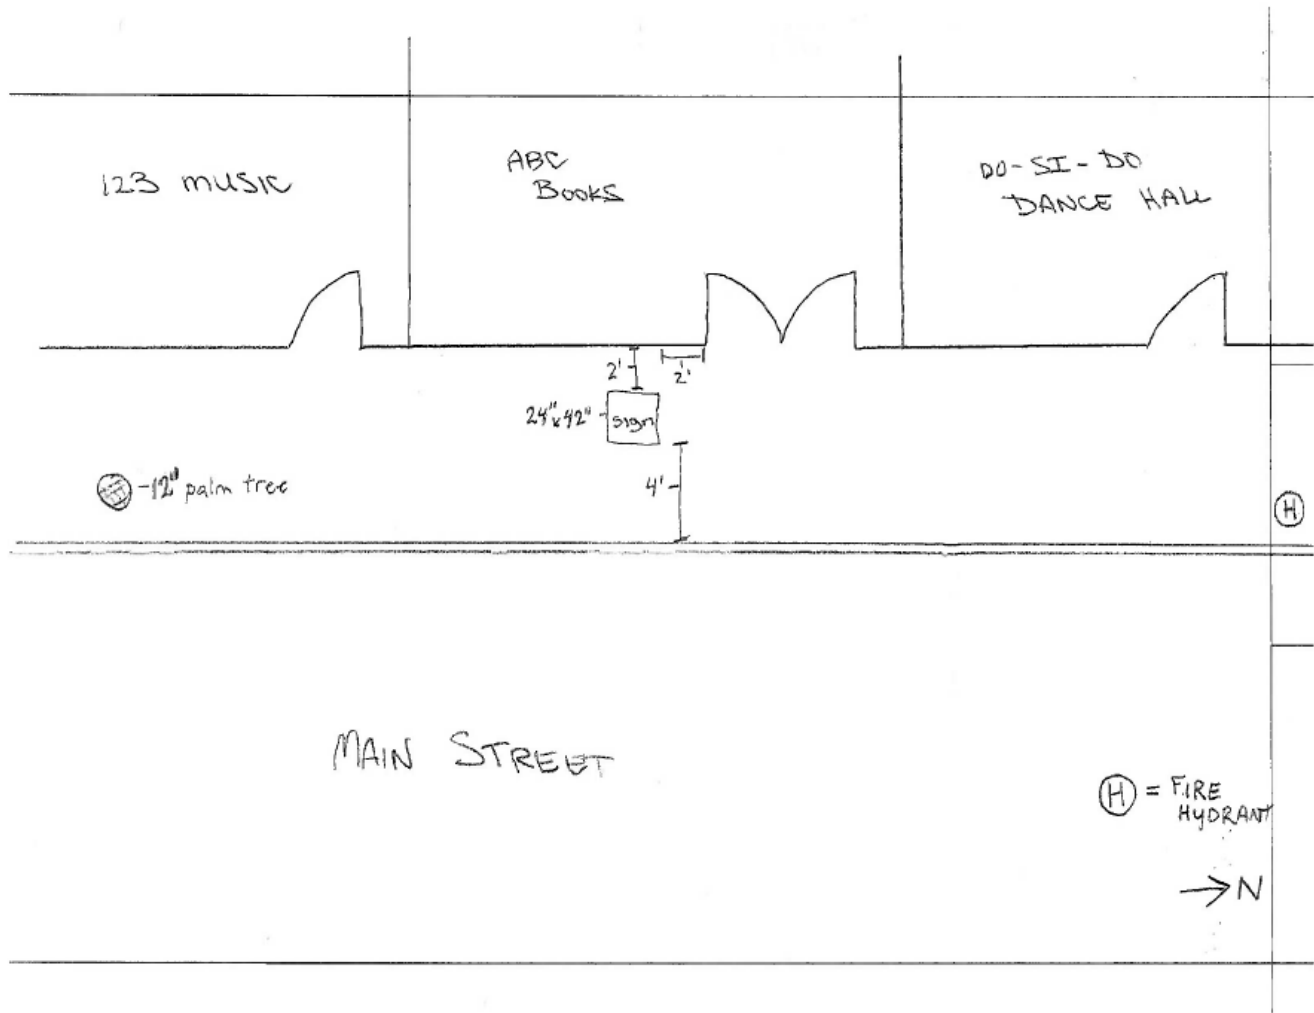 123 MUSIC
ABC
BOOKS
DO-SI-DO
DANCE HALL
2'
2'
24"x42"
sign
4'
12" palm tree
H
MAIN STREET
H = FIRE
HYDRANT
N